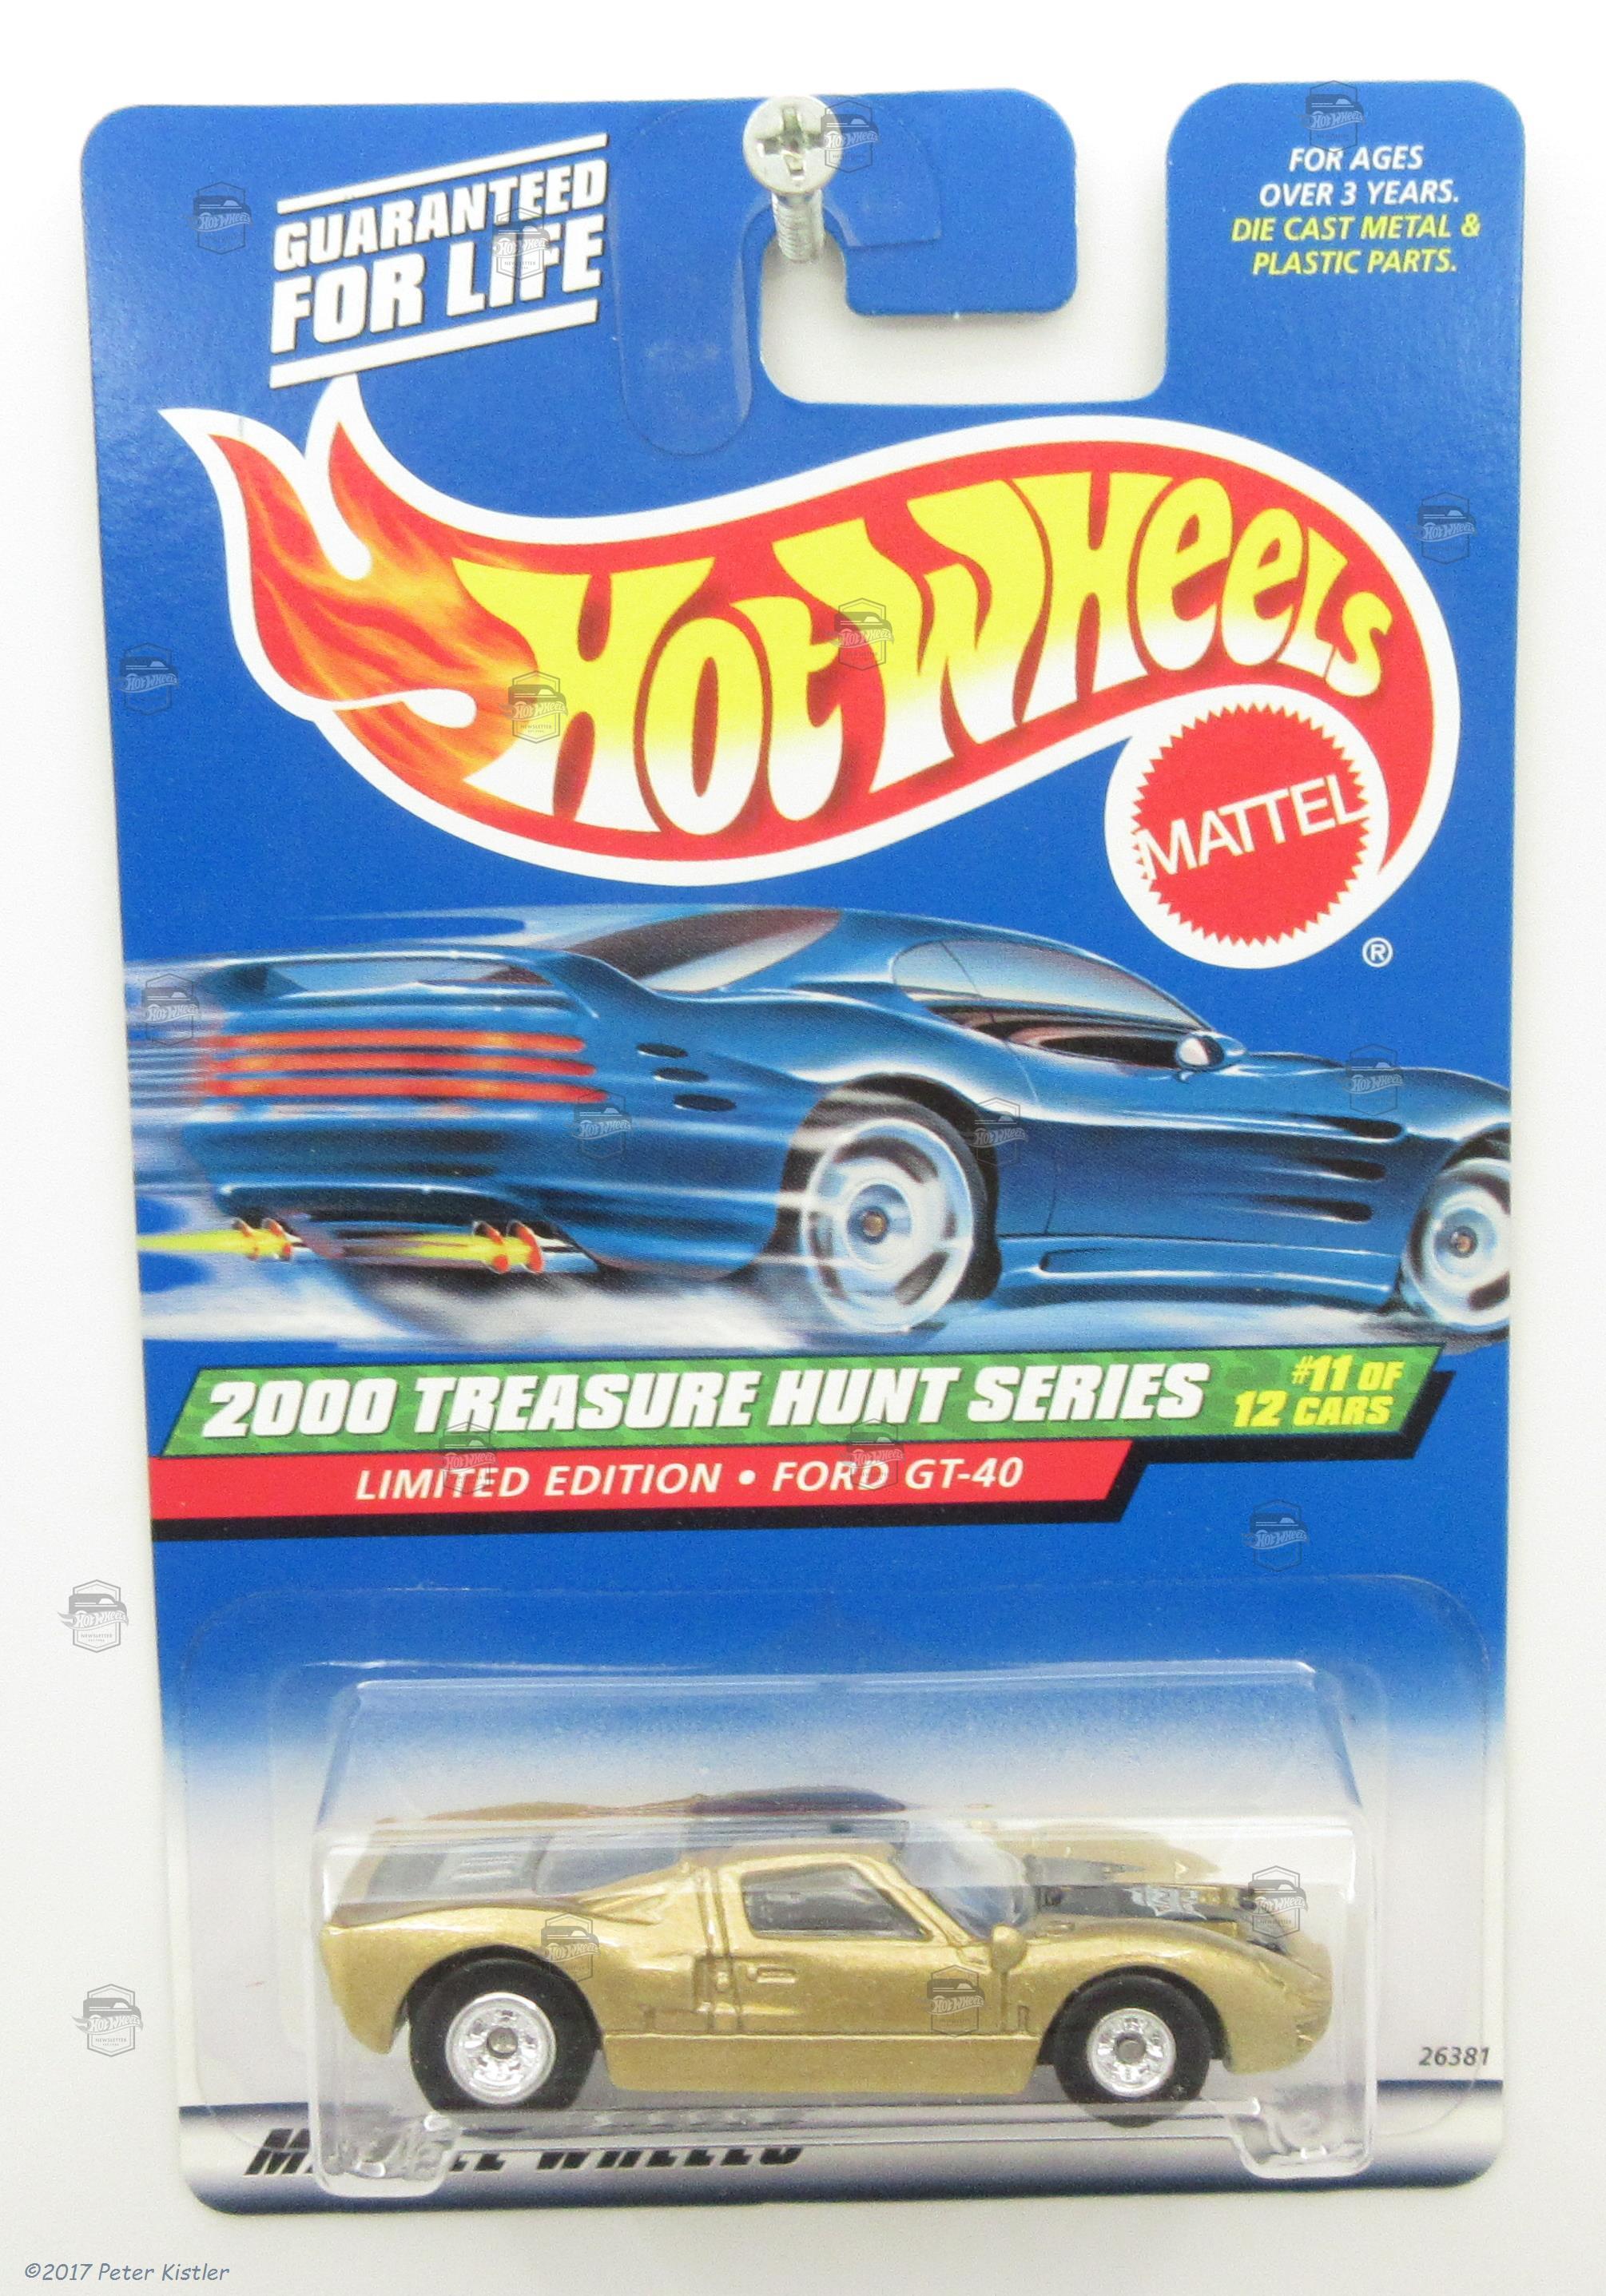 GUARANTEED
FOR LIFE
FOR AGES
OVER 3 YEARS.
DIE CAST METAL &
PLASTIC PARTS.
HOT WHEELS
MATTEL
®
2000 TREASURE HUNT SERIES
#11 OF
12 CARS
LIMITED EDITION • FORD GT-40
26381
©2017 Peter Kistler